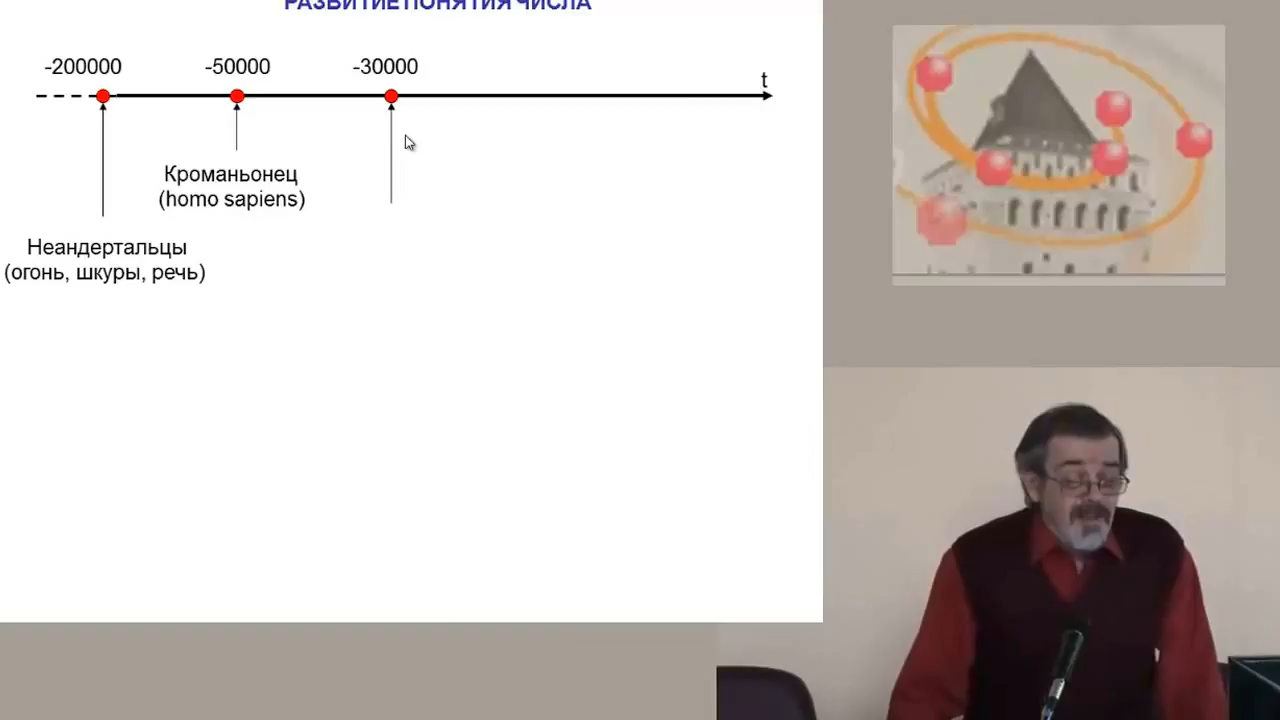 РАЗВИТИЕ ПОНЯТИЯ ЧИСЛА
-200000 -50000 -30000 t
Кроманьонец
(homo sapiens)
Неандертальцы
(огонь, шкуры, речь)